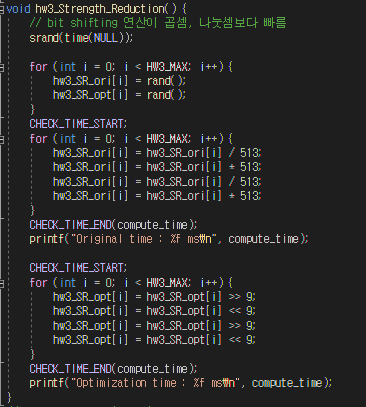 void hw3_Strength_Reduction() {
// bit shifting 연산이 곱셈, 나눗셈보다 빠름
srand(time(NULL));
for (int i = 0; i < HW3_MAX; i++) {
hw3_SR_ori[i] = rand();
hw3_SR_opt[i] = rand();
}
CHECK_TIME_START;
for (int i = 0; i < HW3_MAX; i++) {
hw3_SR_ori[i] = hw3_SR_ori[i] / 513;
hw3_SR_ori[i] = hw3_SR_ori[i] + 513;
hw3_SR_ori[i] = hw3_SR_ori[i] / 513;
hw3_SR_ori[i] = hw3_SR_ori[i] + 513;
}
CHECK_TIME_END(compute_time);
printf("Original time : %f ms₩n", compute_time);
CHECK_TIME_START;
for (int i = 0; i < HW3_MAX; i++) {
hw3_SR_opt[i] = hw3_SR_opt[i] >> 9;
hw3_SR_opt[i] = hw3_SR_opt[i] << 9;
hw3_SR_opt[i] = hw3_SR_opt[i] >> 9;
hw3_SR_opt[i] = hw3_SR_opt[i] << 9;
}
CHECK_TIME_END(compute_time);
printf("Optimization time : %f ms₩n", compute_time);
}